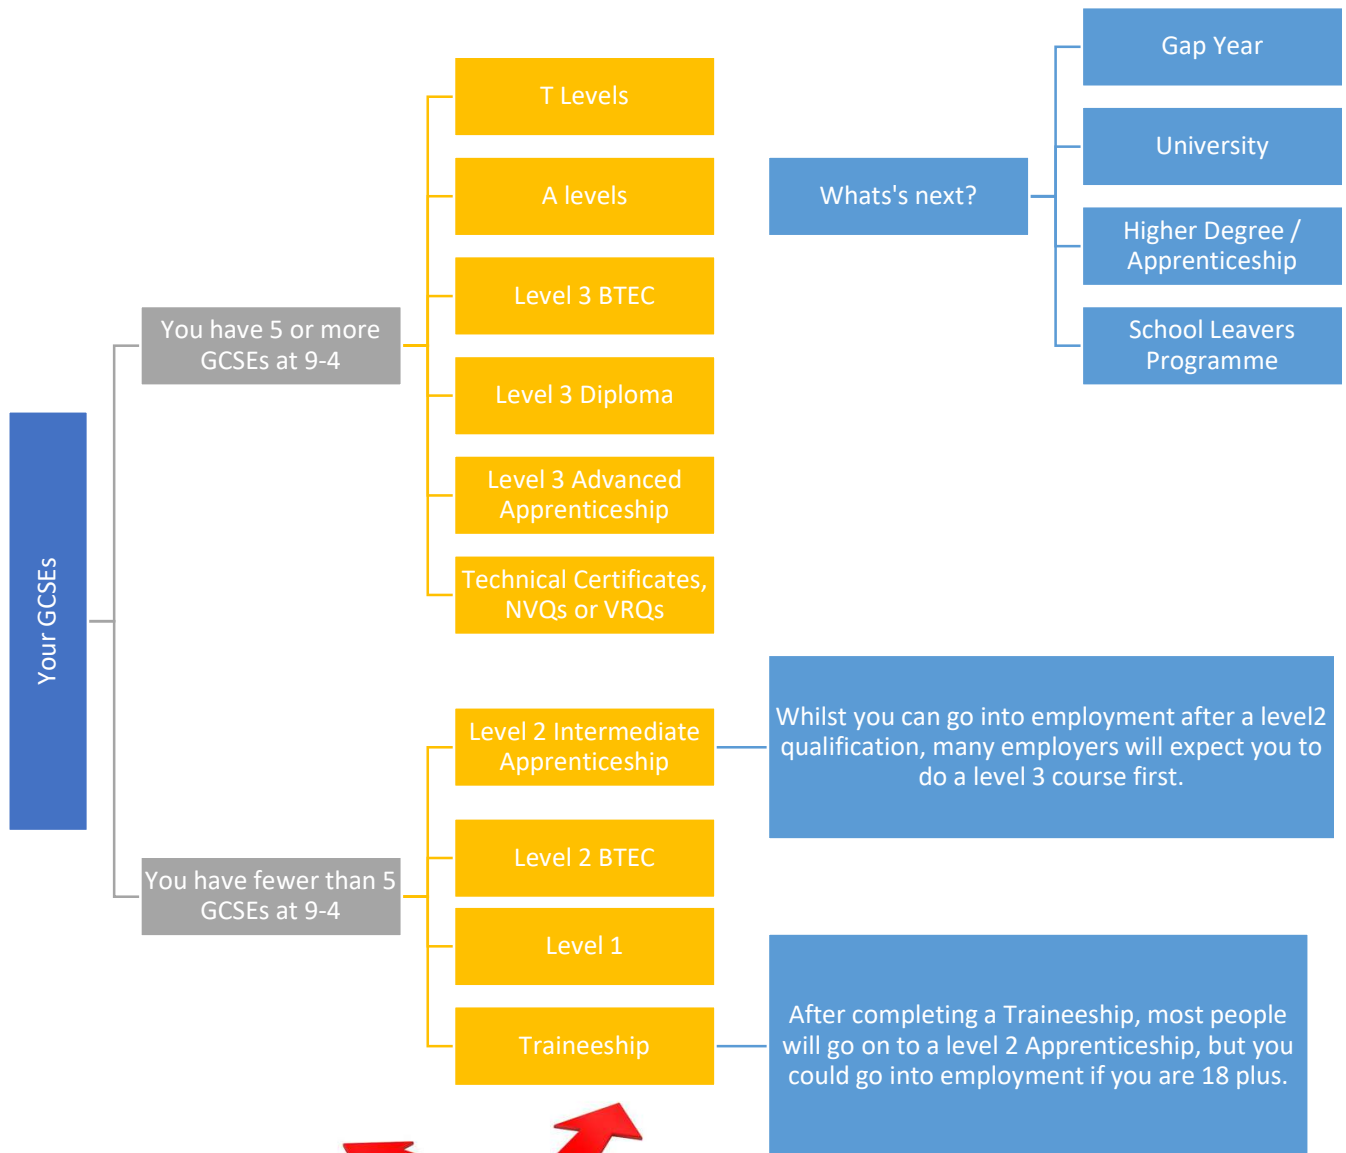 Your GCSEs
You have 5 or more
GCSEs at 9-4
T Levels
A levels
Level 3 BTEC
Level 3 Diploma
Level 3 Advanced
Apprenticeship
Technical Certificates,
NVQs or VRQs
Whats's next?
Gap Year
University
Higher Degree /
Apprenticeship
School Leavers
Programme
You have fewer than 5
GCSEs at 9-4
Level 2 Intermediate
Apprenticeship
Whilst you can go into employment after a level2
qualification, many employers will expect you to
do a level 3 course first.
Level 2 BTEC
Level 1
Traineeship
After completing a Traineeship, most people
will go on to a level 2 Apprenticeship, but you
could go into employment if you are 18 plus.